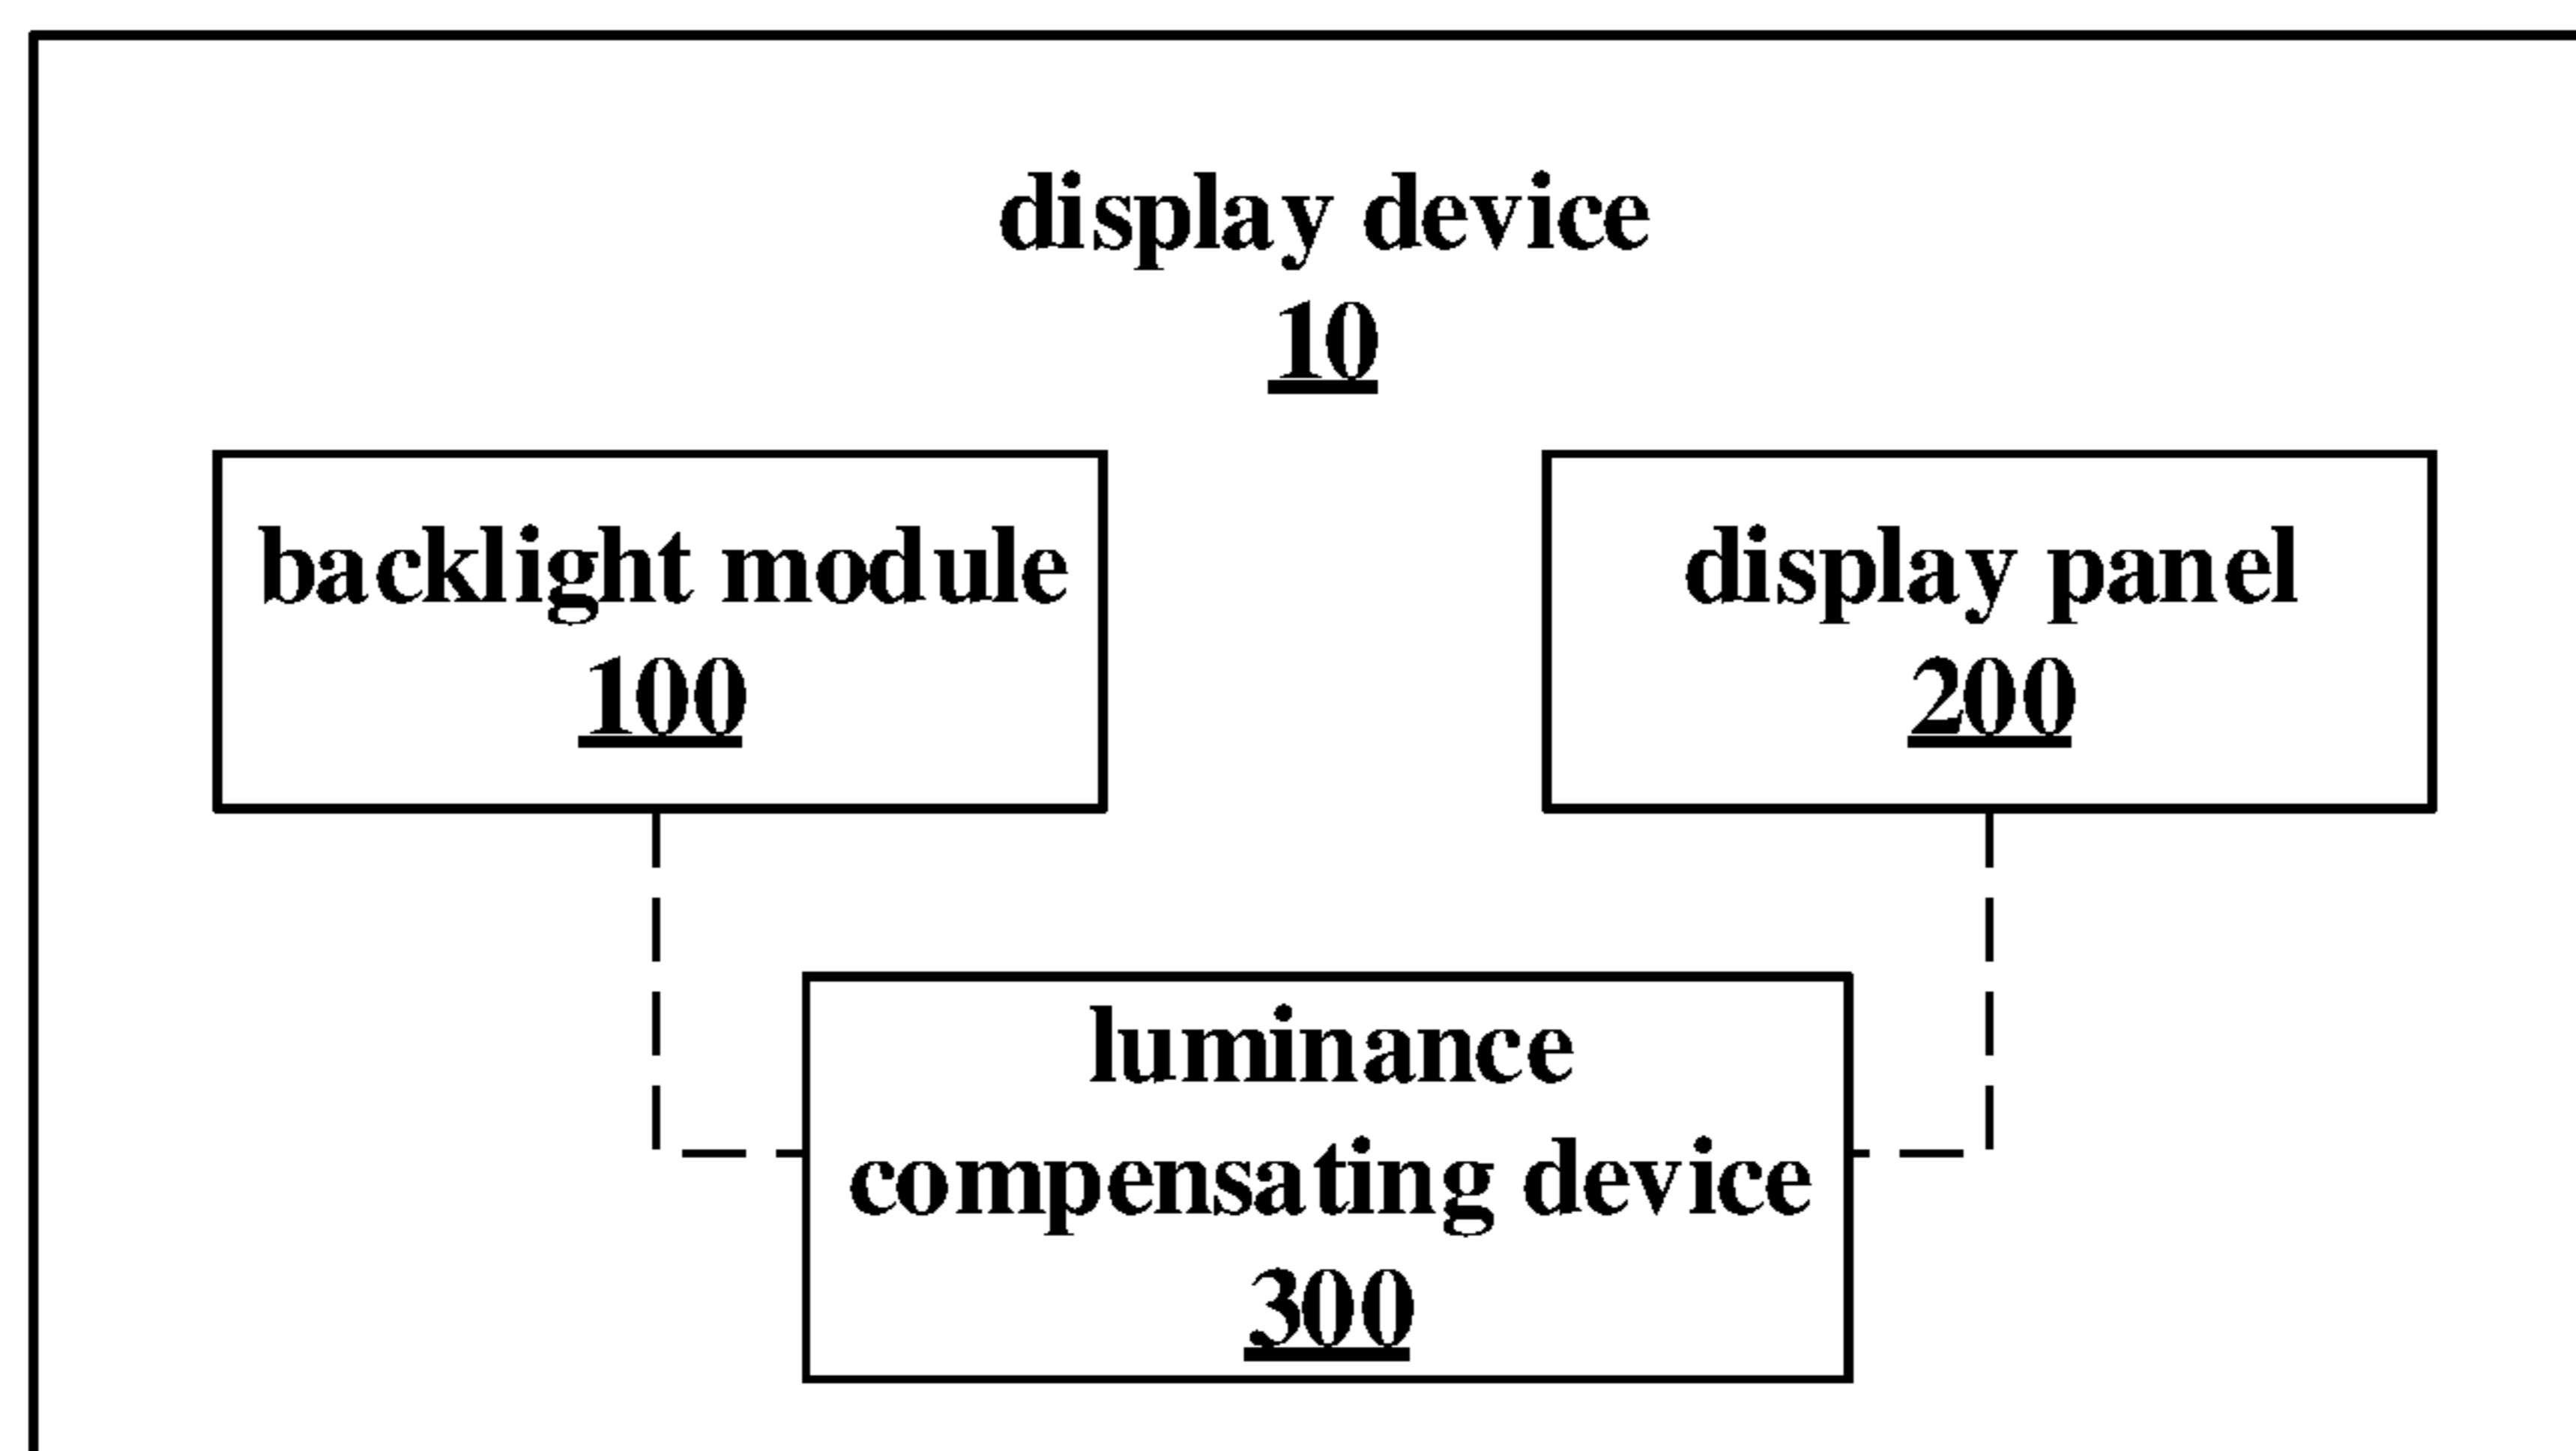 display device
10
backlight module
100
display panel
200
luminance
compensating device
300